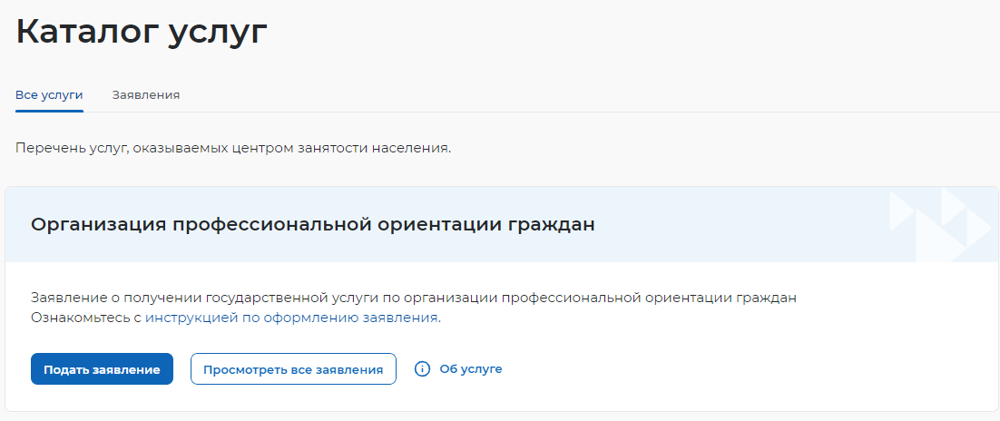 Каталог услуг
Все услуги
Заявления
Перечень услуг, оказываемых центром занятости населения.
Организация профессиональной ориентации граждан
Заявление о получении государственной услуги по организации профессиональной ориентации граждан
Ознакомьтесь с инструкцией по оформлению заявления.
Подать заявление
Просмотреть все заявления
Об услуге